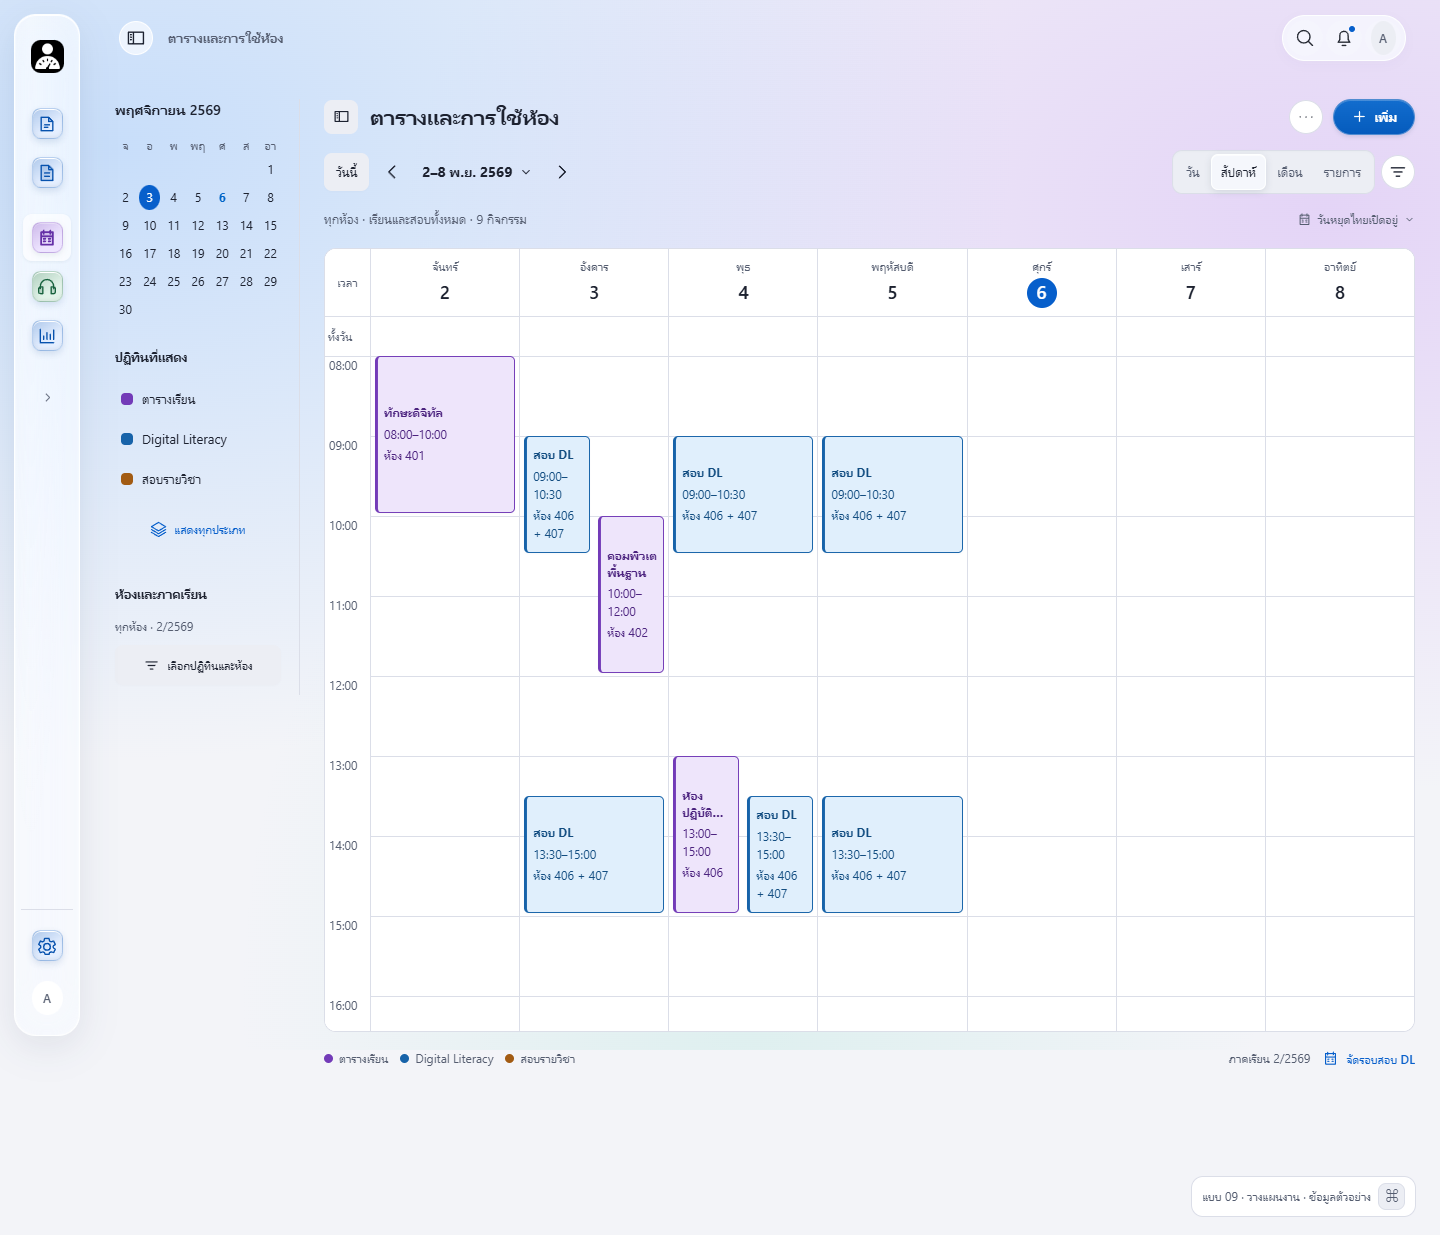 ตารางและการใช้ห้อง
A
พฤศจิกายน 2569
จ อ พ พฤ ศ ส อา
1
2 3 4 5 6 7 8
9 10 11 12 13 14 15
16 17 18 19 20 21 22
23 24 25 26 27 28 29
30
ปฏิทินที่แสดง
ตารางเรียน
Digital Literacy
สอบรายวิชา
แสดงทุกประเภท
ห้องและภาคเรียน
ทุกห้อง · 2/2569
เลือกปฏิทินและห้อง
A
ตารางและการใช้ห้อง
+ เพิ่ม
วันนี้
2–8 พ.ย. 2569
วัน สัปดาห์ เดือน รายการ
ทุกห้อง · เรียนและสอบทั้งหมด · 9 กิจกรรม
วันหยุดไทยเปิดอยู่
เวลา
จันทร์ อังคาร พุธ พฤหัสบดี ศุกร์ เสาร์ อาทิตย์
2 3 4 5 6 7 8
ทั้งวัน
08:00
09:00
10:00
11:00
12:00
13:00
14:00
15:00
16:00
ทักษะดิจิทัล
08:00–10:00
ห้อง 401
สอบ DL
09:00–
10:30
ห้อง 406
+ 407
คอมพิวเต
พื้นฐาน
10:00–
12:00
ห้อง 402
สอบ DL
13:30–15:00
ห้อง 406 + 407
สอบ DL
09:00–10:30
ห้อง 406 + 407
ห้อง
ปฏิบัติ...
13:00–
15:00
ห้อง 406
สอบ DL
13:30–
15:00
ห้อง 406
+ 407
สอบ DL
09:00–10:30
ห้อง 406 + 407
สอบ DL
13:30–15:00
ห้อง 406 + 407
ตารางเรียน Digital Literacy สอบรายวิชา
ภาคเรียน 2/2569 จัดรอบสอบ DL
แบบ 09 · วางแผนงาน · ข้อมูลตัวอย่าง ⌘